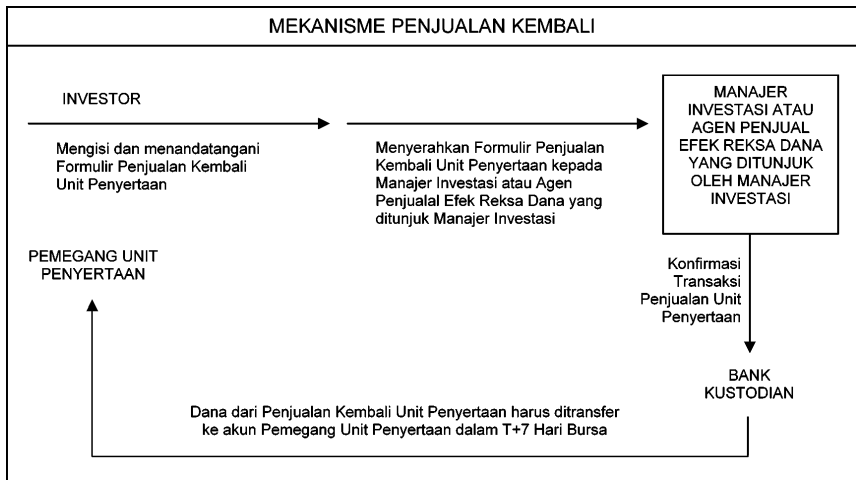 MEKANISME PENJUALAN KEMBALI
INVESTOR
Mengisi dan menandatangani
Formulir Penjualan Kembali
Unit Penyertaan
Menyerahkan Formulir Penjualan
Kembali Unit Penyertaan kepada
Manajer Investasi atau Agen
Penjualal Efek Reksa Dana yang
ditunjuk Manajer Investasi
MANAJER
INVESTASI ATAU
AGEN PENJUAL
EFEK REKSA DANA
YANG DITUNJUK
OLEH MANAJER
INVESTASI
PEMEGANG UNIT
PENYERTAAN
Konfirmasi
Transaksi
Penjualan Unit
Penyertaan
BANK
KUSTODIAN
Dana dari Penjualan Kembali Unit Penyertaan harus ditransfer
ke akun Pemegang Unit Penyertaan dalam T+7 Hari Bursa